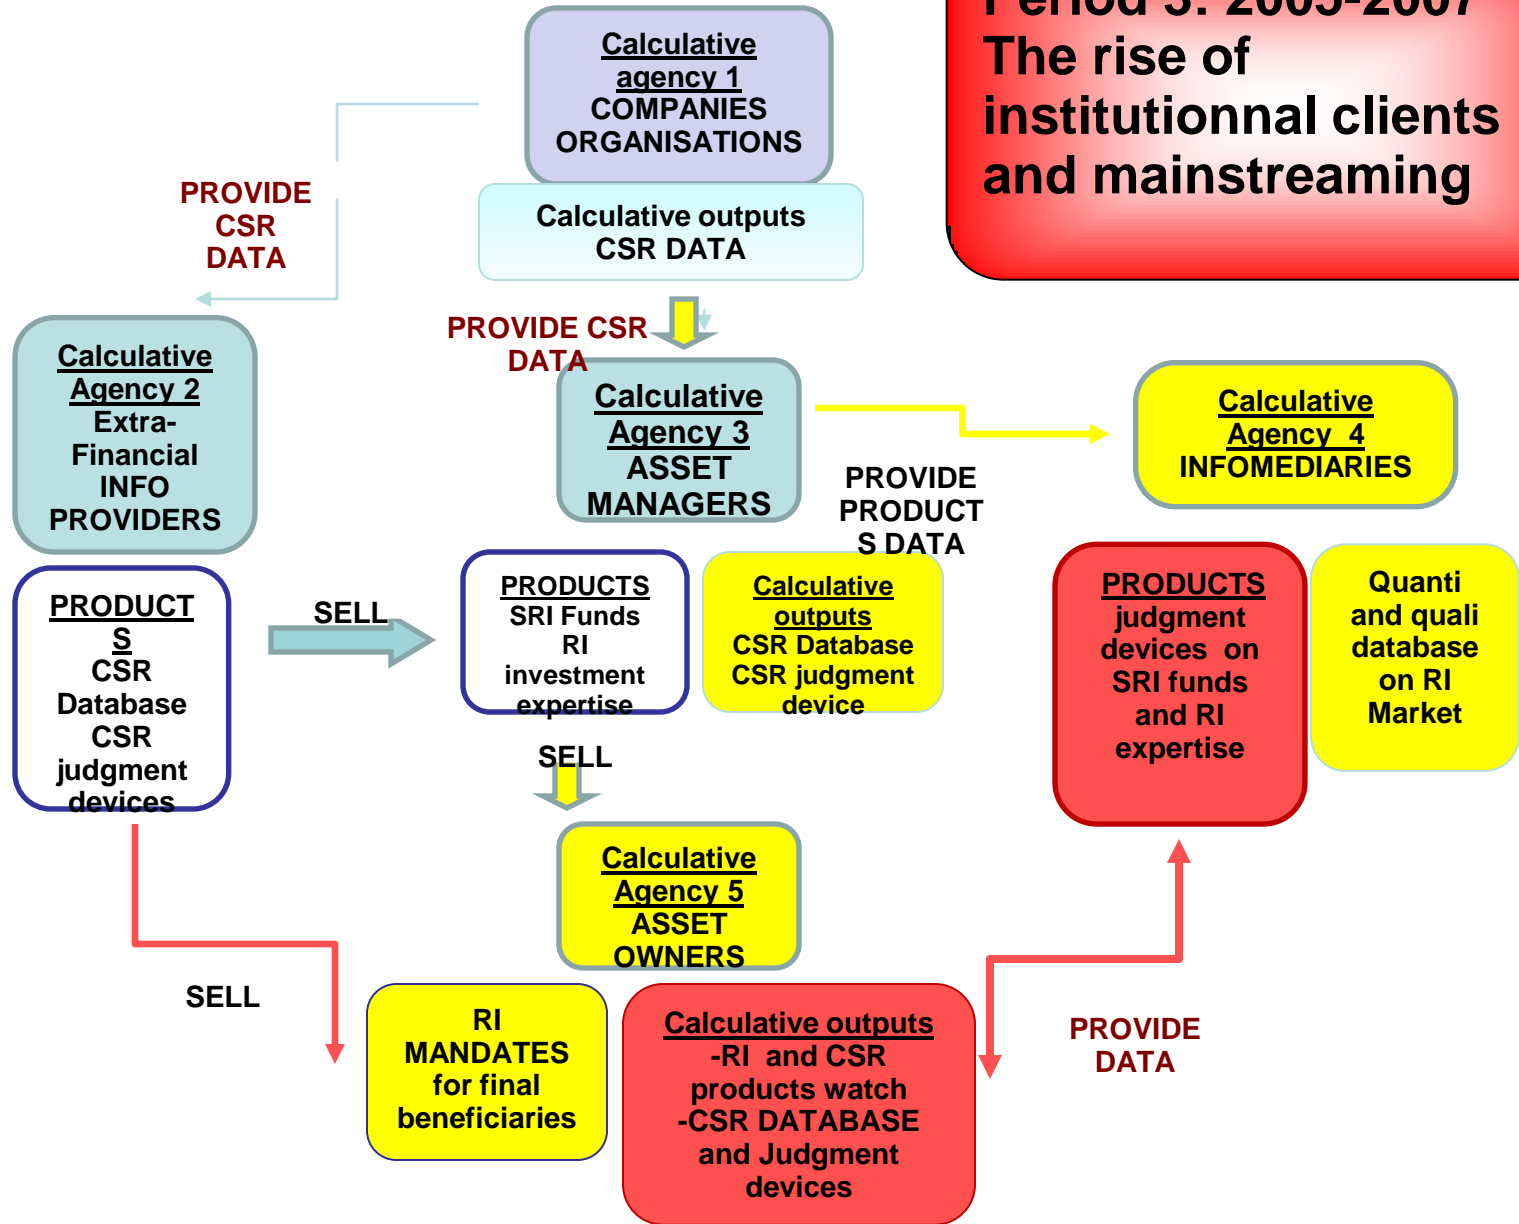 Period 3: 2005-2007
The rise of
institutionnal clients
and mainstreaming
Calculative
agency 1
COMPANIES
ORGANISATIONS
Calculative outputs
CSR DATA
PROVIDE
CSR
DATA
PROVIDE CSR
DATA
Calculative
Agency 2
Extra-
Financial
INFO
PROVIDERS
Calculative
Agency 3
ASSET
MANAGERS
Calculative
Agency 4
INFOMEDIARIES
PROVIDE
PRODUCT
S DATA
PRODUCT
S
CSR
Database
CSR
judgment
devices
SELL
PRODUCTS
SRI Funds
RI
investment
expertise
Calculative
outputs
CSR Database
CSR judgment
device
PRODUCTS
judgment
devices on
SRI funds
and RI
expertise
Quanti
and quali
database
on RI
Market
SELL
Calculative
Agency 5
ASSET
OWNERS
SELL
RI
MANDATES
for final
beneficiaries
Calculative outputs
-RI and CSR
products watch
-CSR DATABASE
and Judgment
devices
PROVIDE
DATA